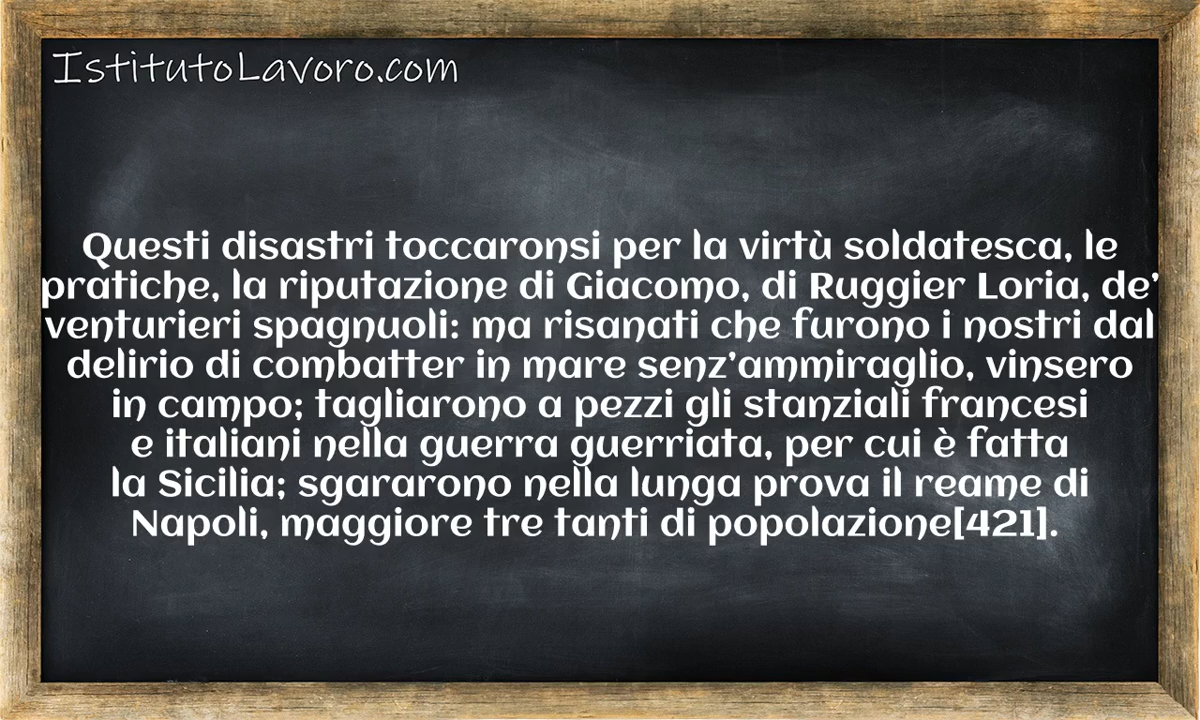 IstitutoLavoro.com
Questi disastri toccaronsi per la virtù soldatesca, le
pratiche, la riputazione di Giacomo, di Ruggier Loria, de'
venturieri spagnuoli: ma risanati che furono i nostri dal
delirio di combatter in mare senz'ammiraglio, vinsero
in campo; tagliarono a pezzi gli stanziali francesi
e italiani nella guerra guerriata, per cui è fatta
la Sicilia; sgararono nella lunga prova il reame di
Napoli, maggiore tre tanti di popolazione[421].